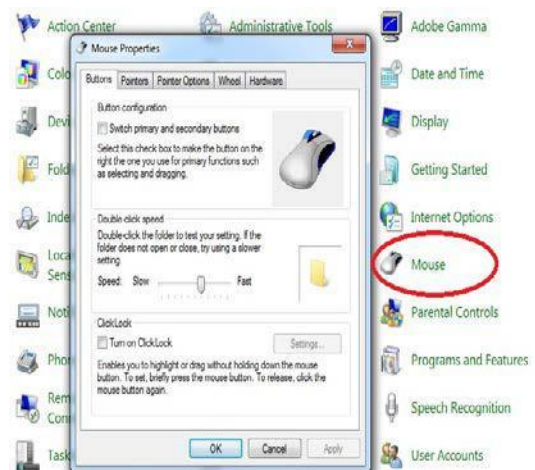 Action Center
Administrative Tools
Adobe Gamma
Mouse Properties
Colo
Date and Time
Buttons Pointers Pointer Options Wheel Hardware
Button configuration
Switch primary and secondary buttons
Select this check box to make the button on the
right the one you use for primary functions such
as selecting and dragging.
Devi
Display
Fold
Getting Started
Inde
Internet Options
Double-click speed
Double-click the folder to test your setting. If the
folder does not open or close, try using a slower
setting.
Speed: Slow Fast
Loca
Sens
Mouse
Noti
Parental Controls
ClickLock
Turn on ClickLock
Settings...
Enables you to highlight or drag without holding down the mouse
button. To set, briefly press the mouse button. To release, click the
mouse button again.
Phon
Programs and Features
Rem
Conn
Speech Recognition
OK Cancel Apply
Task
User Accounts